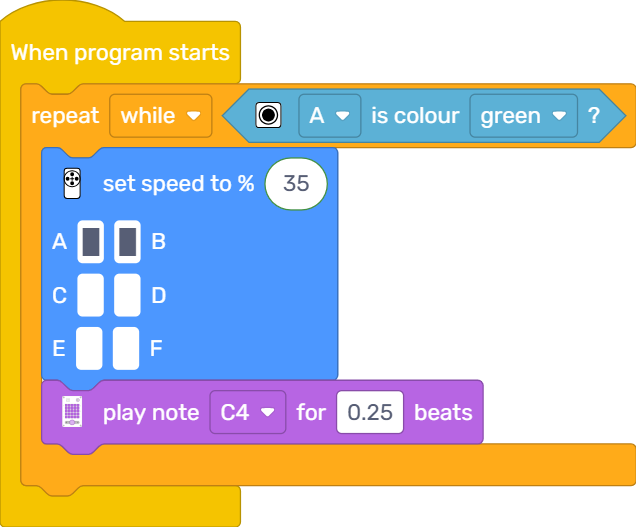 When program starts
repeat while A is colour green ?
set speed to % 35
A B
C D
E F
play note C4 for 0.25 beats